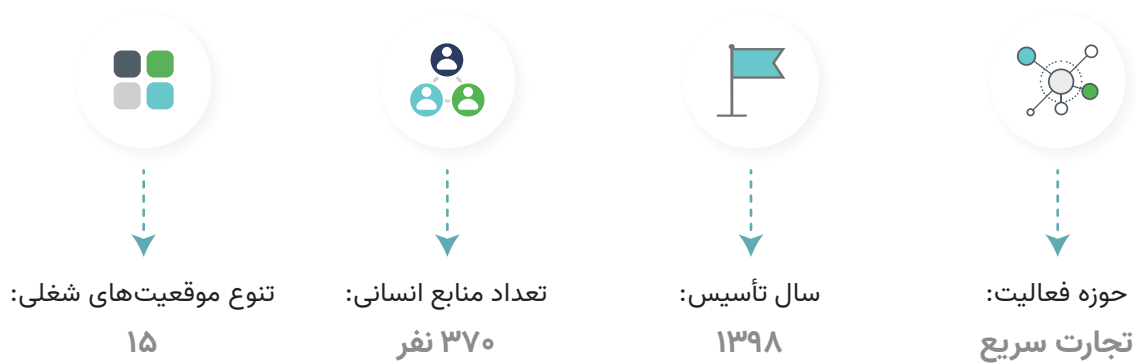 حوزه فعالیت:
تجارت سریع
سال تأسیس:
۱۳۹۸
تعداد منابع انسانی:
۳۷۰ نفر
تنوع موقعیت‌های شغلی:
۱۵